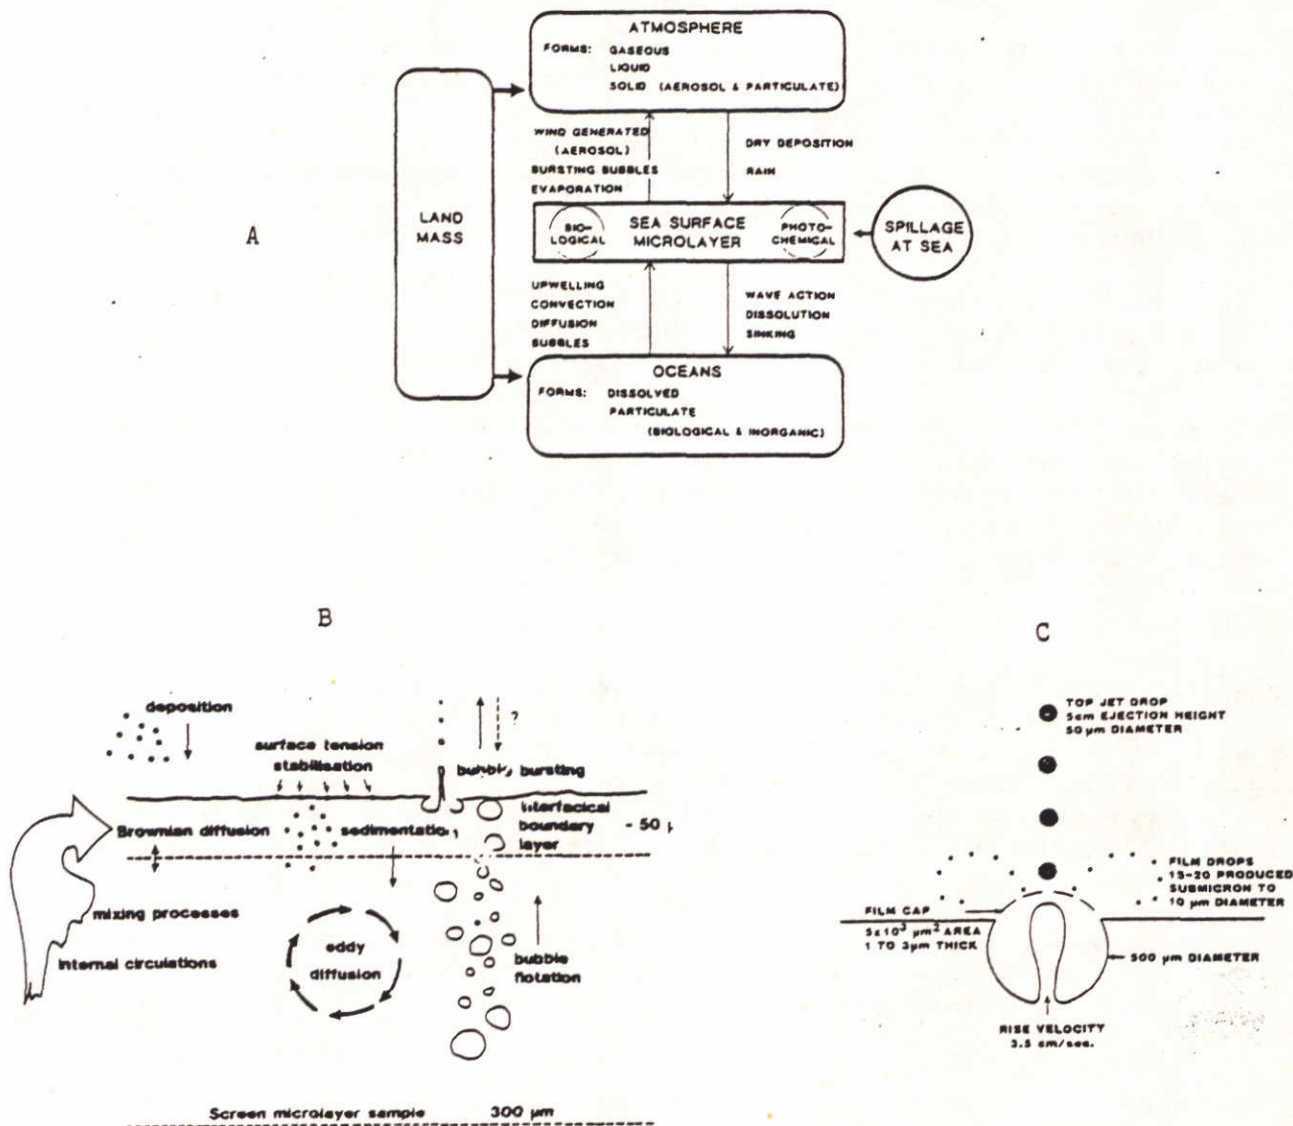 ATMOSPHERE
FORMS: GASEOUS
LIQUID
SOLID (AEROSOL & PARTICULATE)
WIND GENERATED
(AEROSOL)
BURSTING BUBBLES
EVAPORATION
DRY DEPOSITION
RAIN
A
LAND
MASS
BIO-
LOGICAL
SEA SURFACE
MICROLAYER
PHOTO-
CHEMICAL
SPILLAGE
AT SEA
UPWELLING
CONVECTION
DIFFUSION
BUBBLES
WAVE ACTION
DISSOLUTION
SINKING
OCEANS
FORMS: DISSOLVED
PARTICULATE
(BIOLOGICAL & INORGANIC)
B
deposition
?
surface tension
stabilisation
bursting
Brownian diffusion
boundary
layer
- 50 μ
mixing processes
internal circulations
eddy
diffusion
bubble
flotation
Screen microlayer sample 300 μm
C
TOP JET DROP
5cm EJECTION HEIGHT
50 μm DIAMETER
FILM DROPS
15-20 PRODUCED
SUBMICRON TO
10 μm DIAMETER
FILM CAP
5x10³ μm² AREA
1 TO 3μm THICK
500 μm DIAMETER
RISE VELOCITY
3.5 cm/sec.